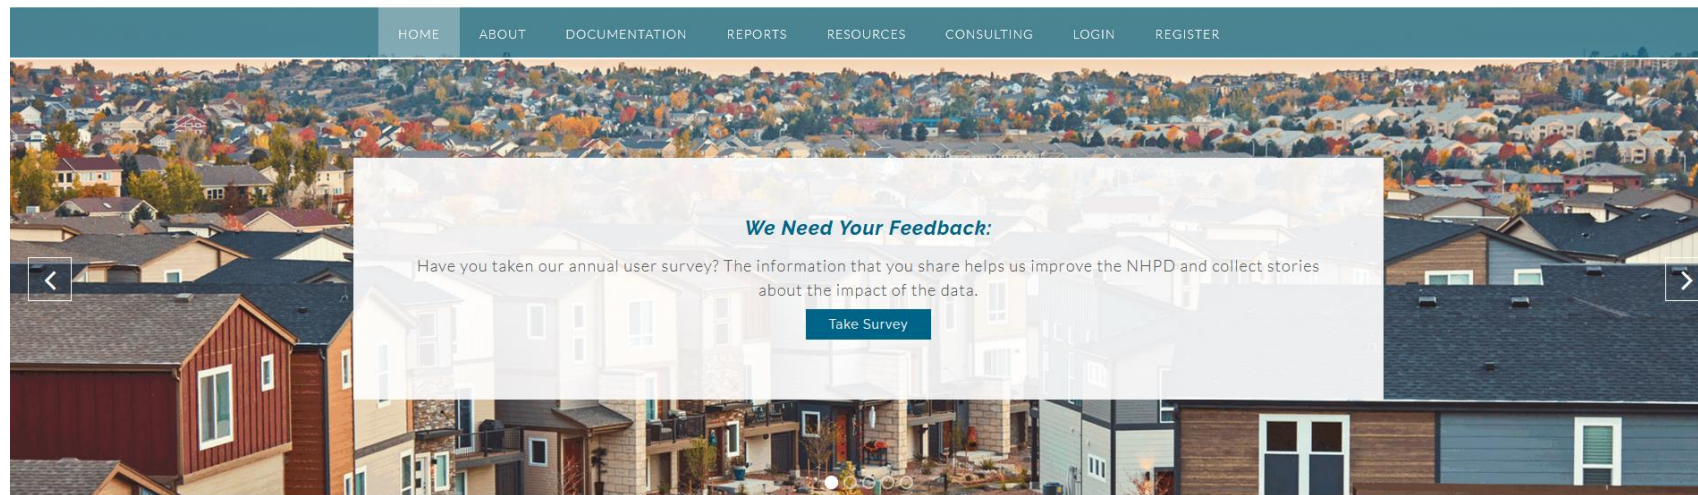 HOME ABOUT DOCUMENTATION REPORTS RESOURCES CONSULTING LOGIN REGISTER
We Need Your Feedback:
Have you taken our annual user survey? The information that you share helps us improve the NHPD and collect stories
about the impact of the data.
Take Survey